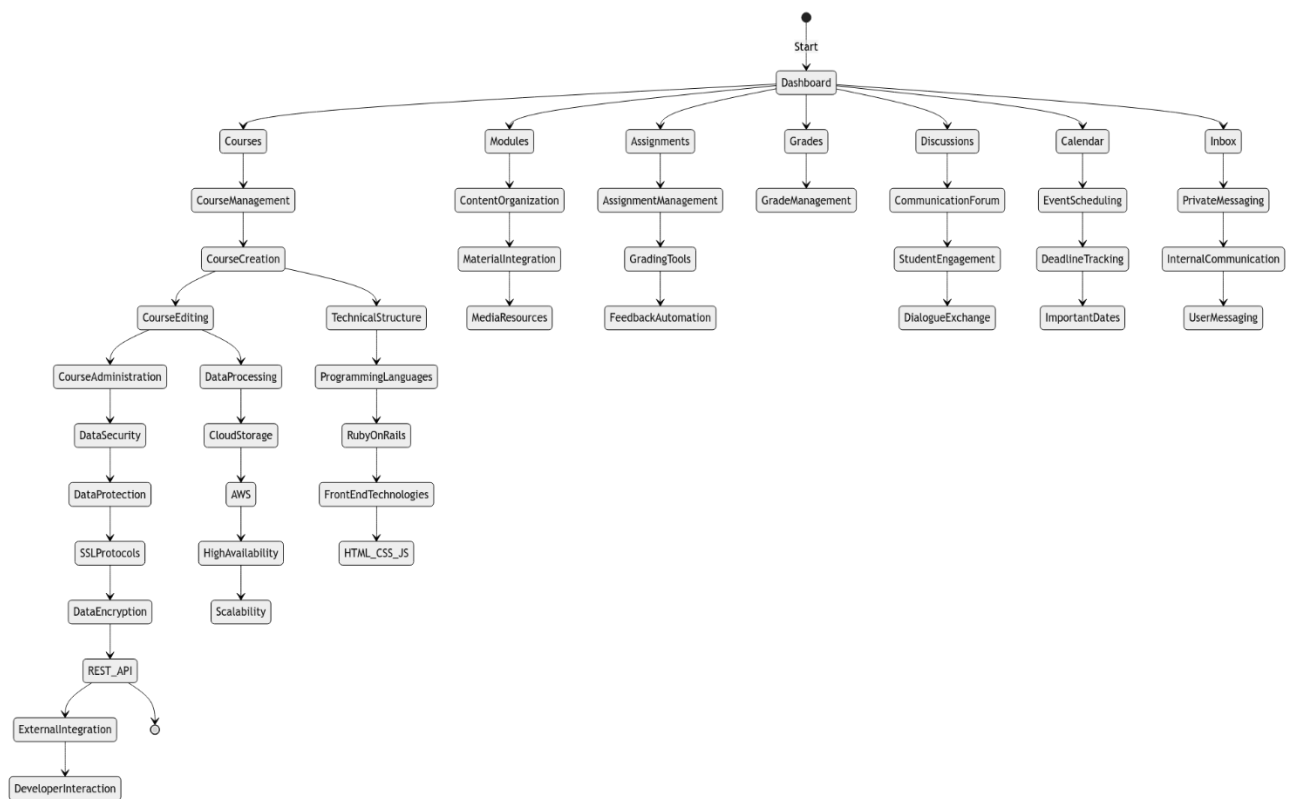 Start
Dashboard
Courses
Modules
Assignments
Grades
Discussions
Calendar
Inbox
CourseManagement
ContentOrganization
AssignmentManagement
GradeManagement
CommunicationForum
EventScheduling
PrivateMessaging
CourseCreation
MaterialIntegration
GradingTools
StudentEngagement
DeadlineTracking
InternalCommunication
CourseEditing
TechnicalStructure
MediaResources
FeedbackAutomation
DialogueExchange
ImportantDates
UserMessaging
CourseAdministration
DataProcessing
ProgrammingLanguages
DataSecurity
CloudStorage
RubyOnRails
DataProtection
AWS
FrontEndTechnologies
SSLProtocols
HighAvailability
HTML_CSS_JS
DataEncryption
Scalability
REST_API
ExternalIntegration
DeveloperInteraction